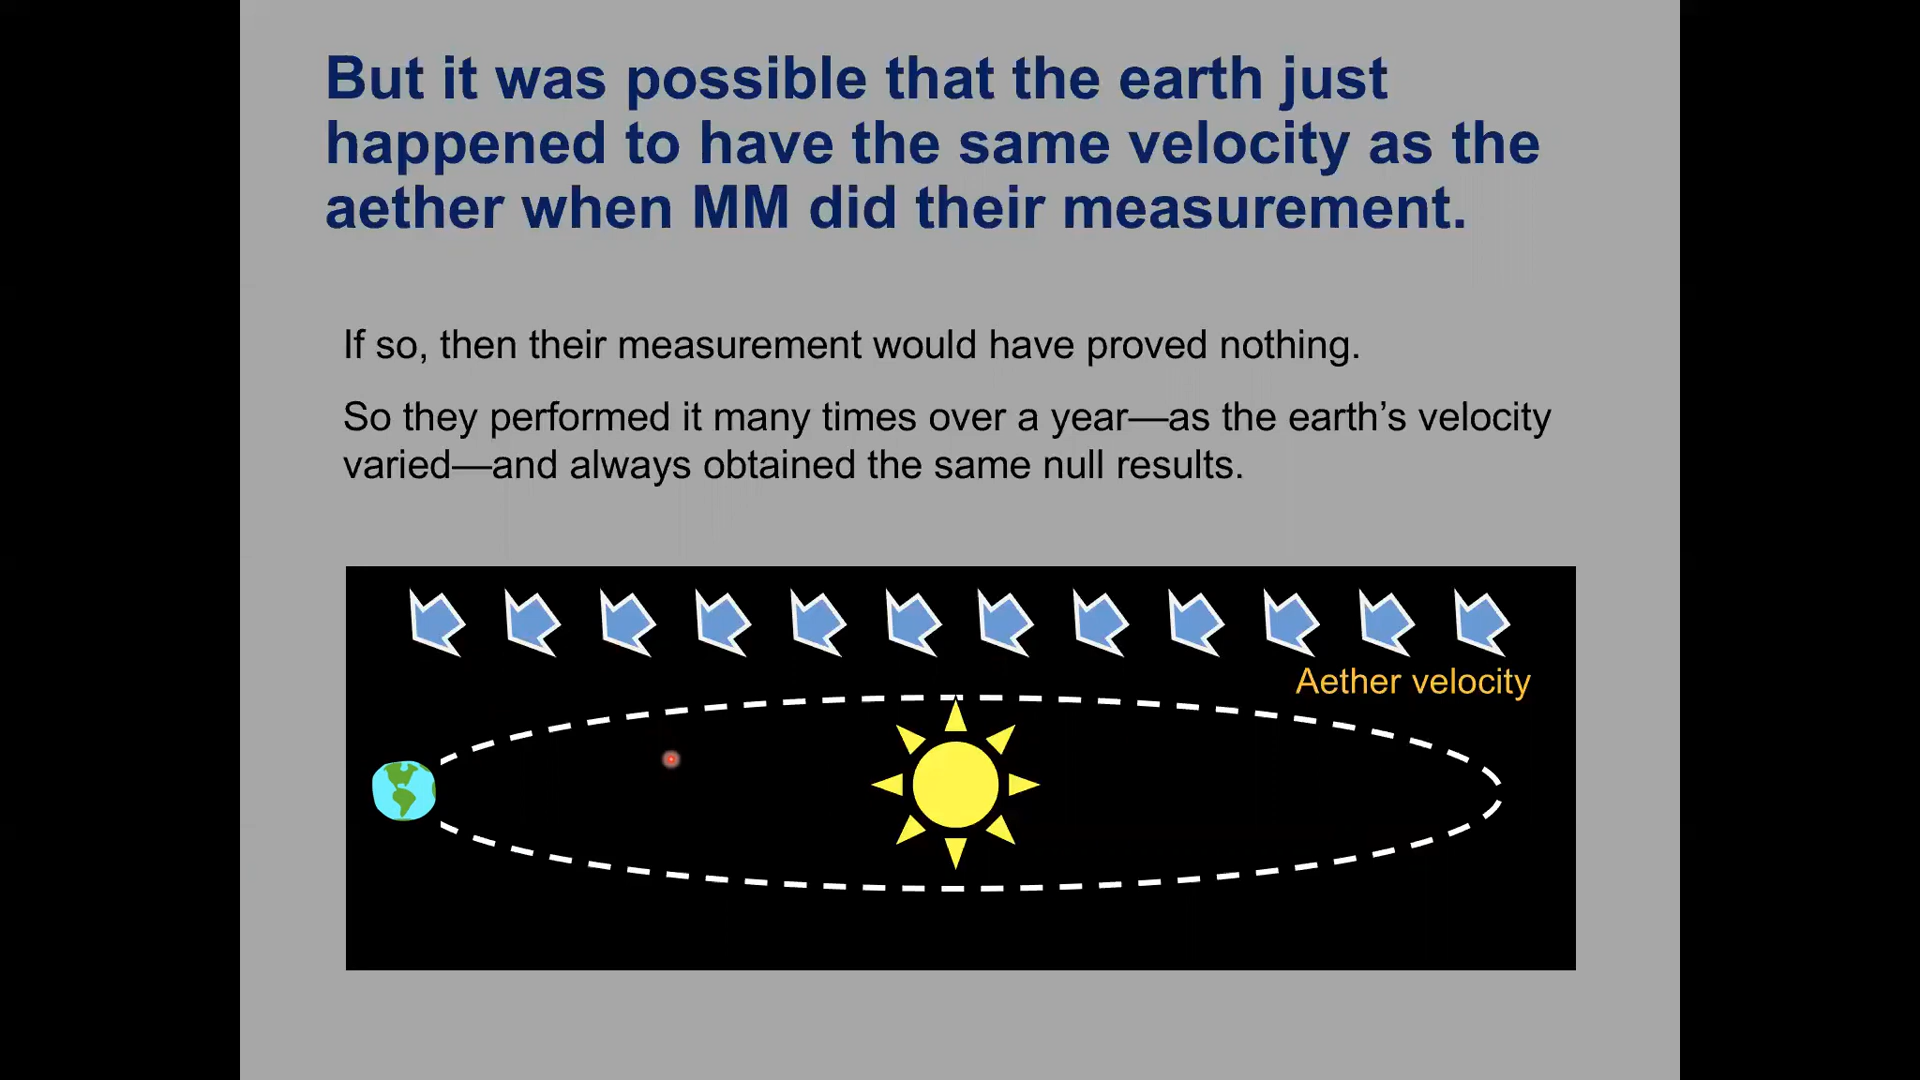 But it was possible that the earth just
happened to have the same velocity as the
aether when MM did their measurement.
If so, then their measurement would have proved nothing.
So they performed it many times over a year—as the earth’s velocity
varied—and always obtained the same null results.
Aether velocity